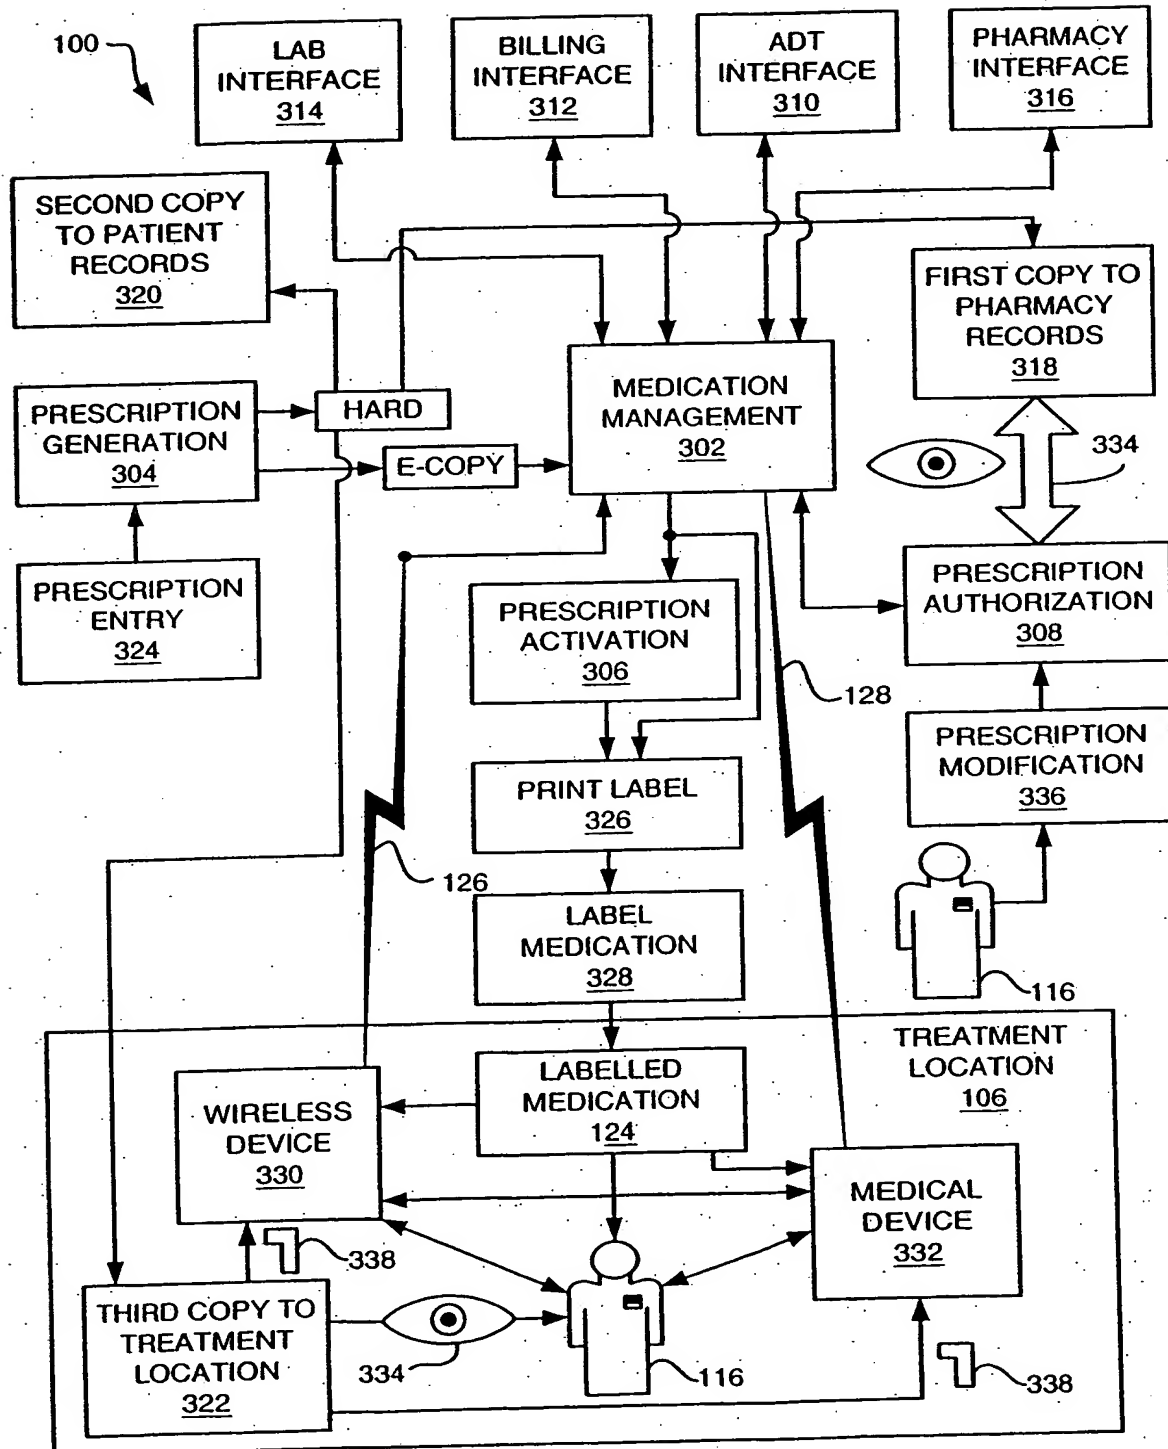 100
LAB
INTERFACE
314
BILLING
INTERFACE
312
ADT
INTERFACE
310
PHARMACY
INTERFACE
316
SECOND COPY
TO PATIENT
RECORDS
320
FIRST COPY TO
PHARMACY
RECORDS
318
PRESCRIPTION
GENERATION
304
HARD
E-COPY
MEDICATION
MANAGEMENT
302
334
PRESCRIPTION
ENTRY
324
PRESCRIPTION
ACTIVATION
306
PRESCRIPTION
AUTHORIZATION
308
128
PRINT LABEL
326
PRESCRIPTION
MODIFICATION
336
126
LABEL
MEDICATION
328
116
TREATMENT
LOCATION
106
WIRELESS
DEVICE
330
LABELLED
MEDICATION
124
MEDICAL
DEVICE
332
338
THIRD COPY TO
TREATMENT
LOCATION
322
334
116
338